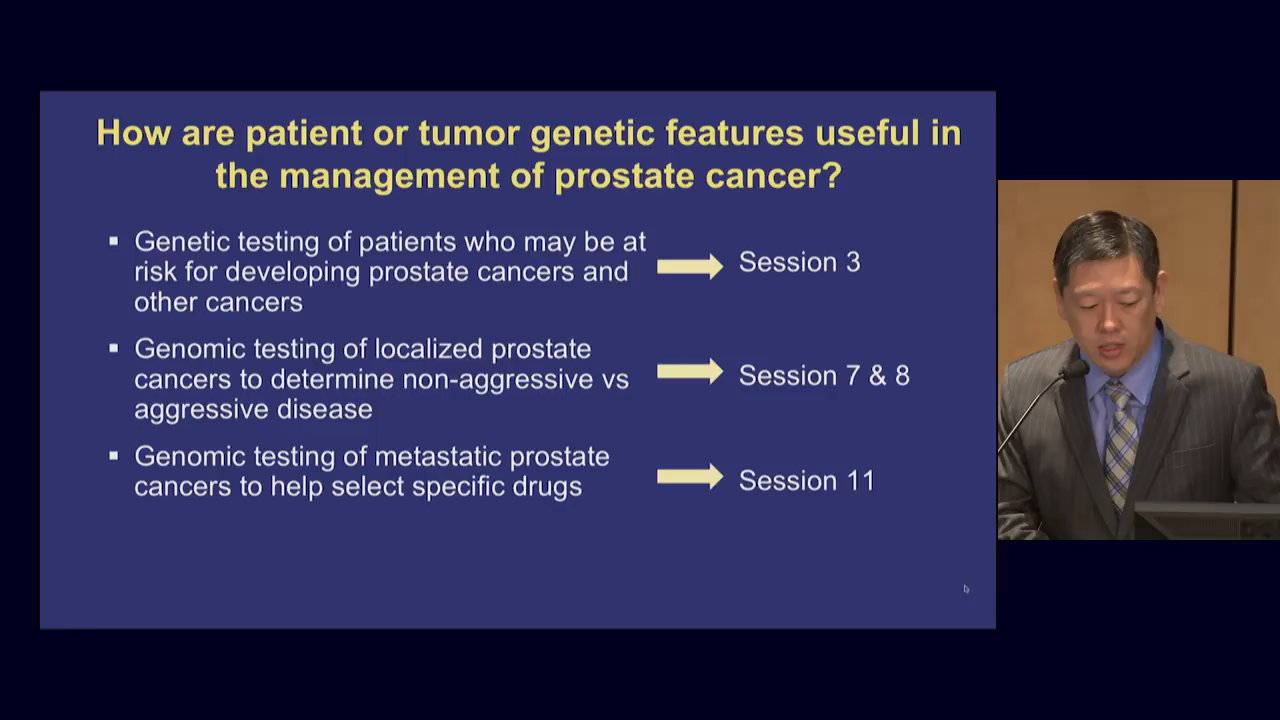 How are patient or tumor genetic features useful in
the management of prostate cancer?
▪ Genetic testing of patients who may be at
risk for developing prostate cancers and
other cancers
Session 3
▪ Genomic testing of localized prostate
cancers to determine non-aggressive vs
aggressive disease
Session 7 & 8
▪ Genomic testing of metastatic prostate
cancers to help select specific drugs
Session 11